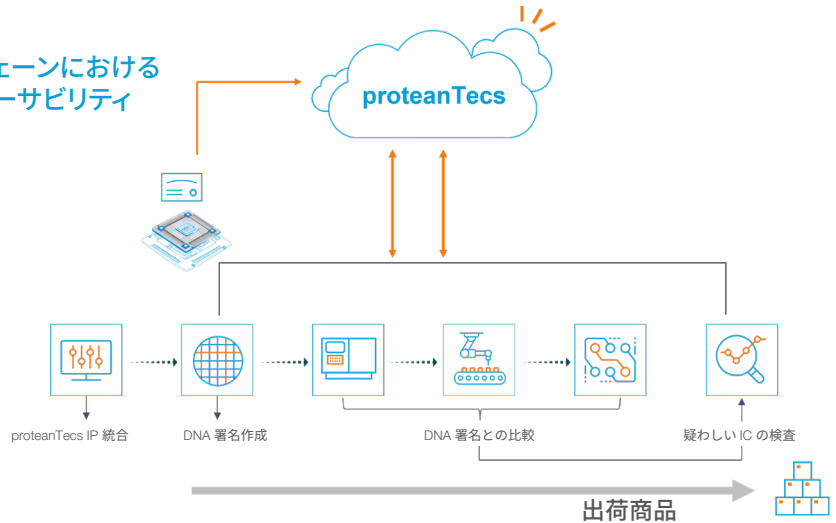 ェーンにおける
ーサビリティ
proteanTecs
proteanTecs IP 統合
DNA 署名作成
DNA 署名との比較
疑わしい IC の検査
出荷商品